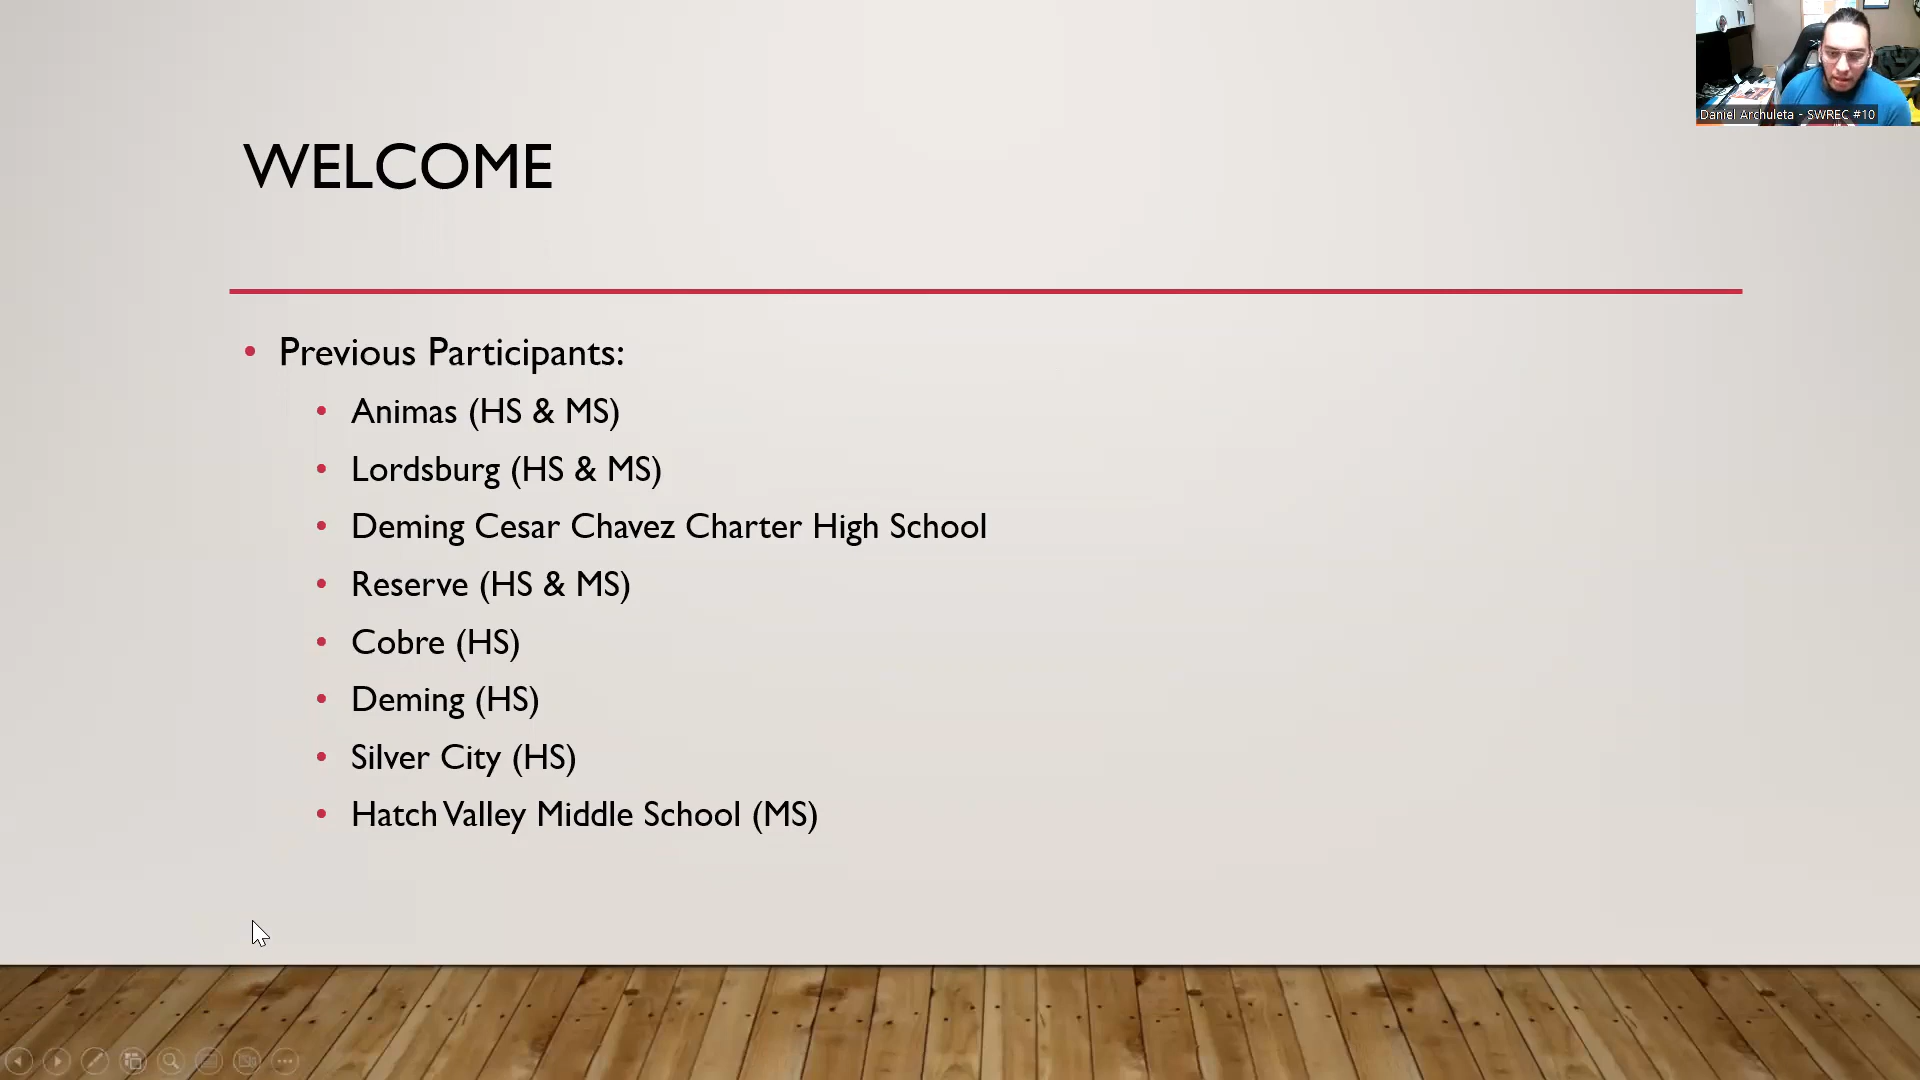 Daniel Archuleta - SWREC #10
WELCOME
• Previous Participants:
• Animas (HS & MS)
• Lordsburg (HS & MS)
• Deming Cesar Chavez Charter High School
• Reserve (HS & MS)
• Cobre (HS)
• Deming (HS)
• Silver City (HS)
• Hatch Valley Middle School (MS)